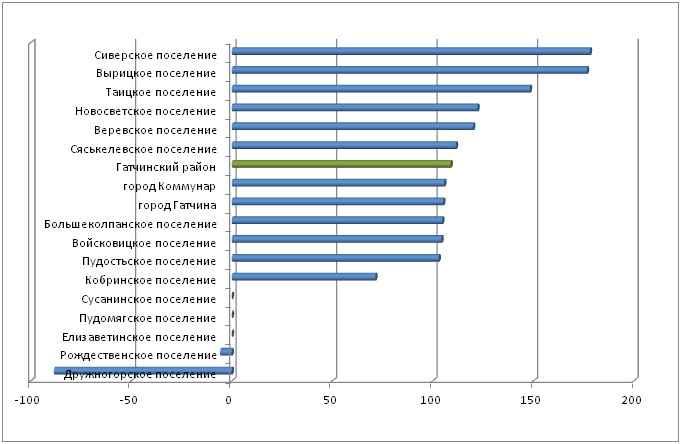 Сиверское поселение
Вырицкое поселение
Таицкое поселение
Новосветское поселение
Веревское поселение
Сяськелевское поселение
Гатчинский район
город Коммунар
город Гатчина
Большеколпанское поселение
Войсковицкое поселение
Пудостьское поселение
Кобринское поселение
Сусанинское поселение
Пудомягское поселение
Елизаветинское поселение
Рождественское поселение
Дружногорское поселение
-100 -50 0 50 100 150 200